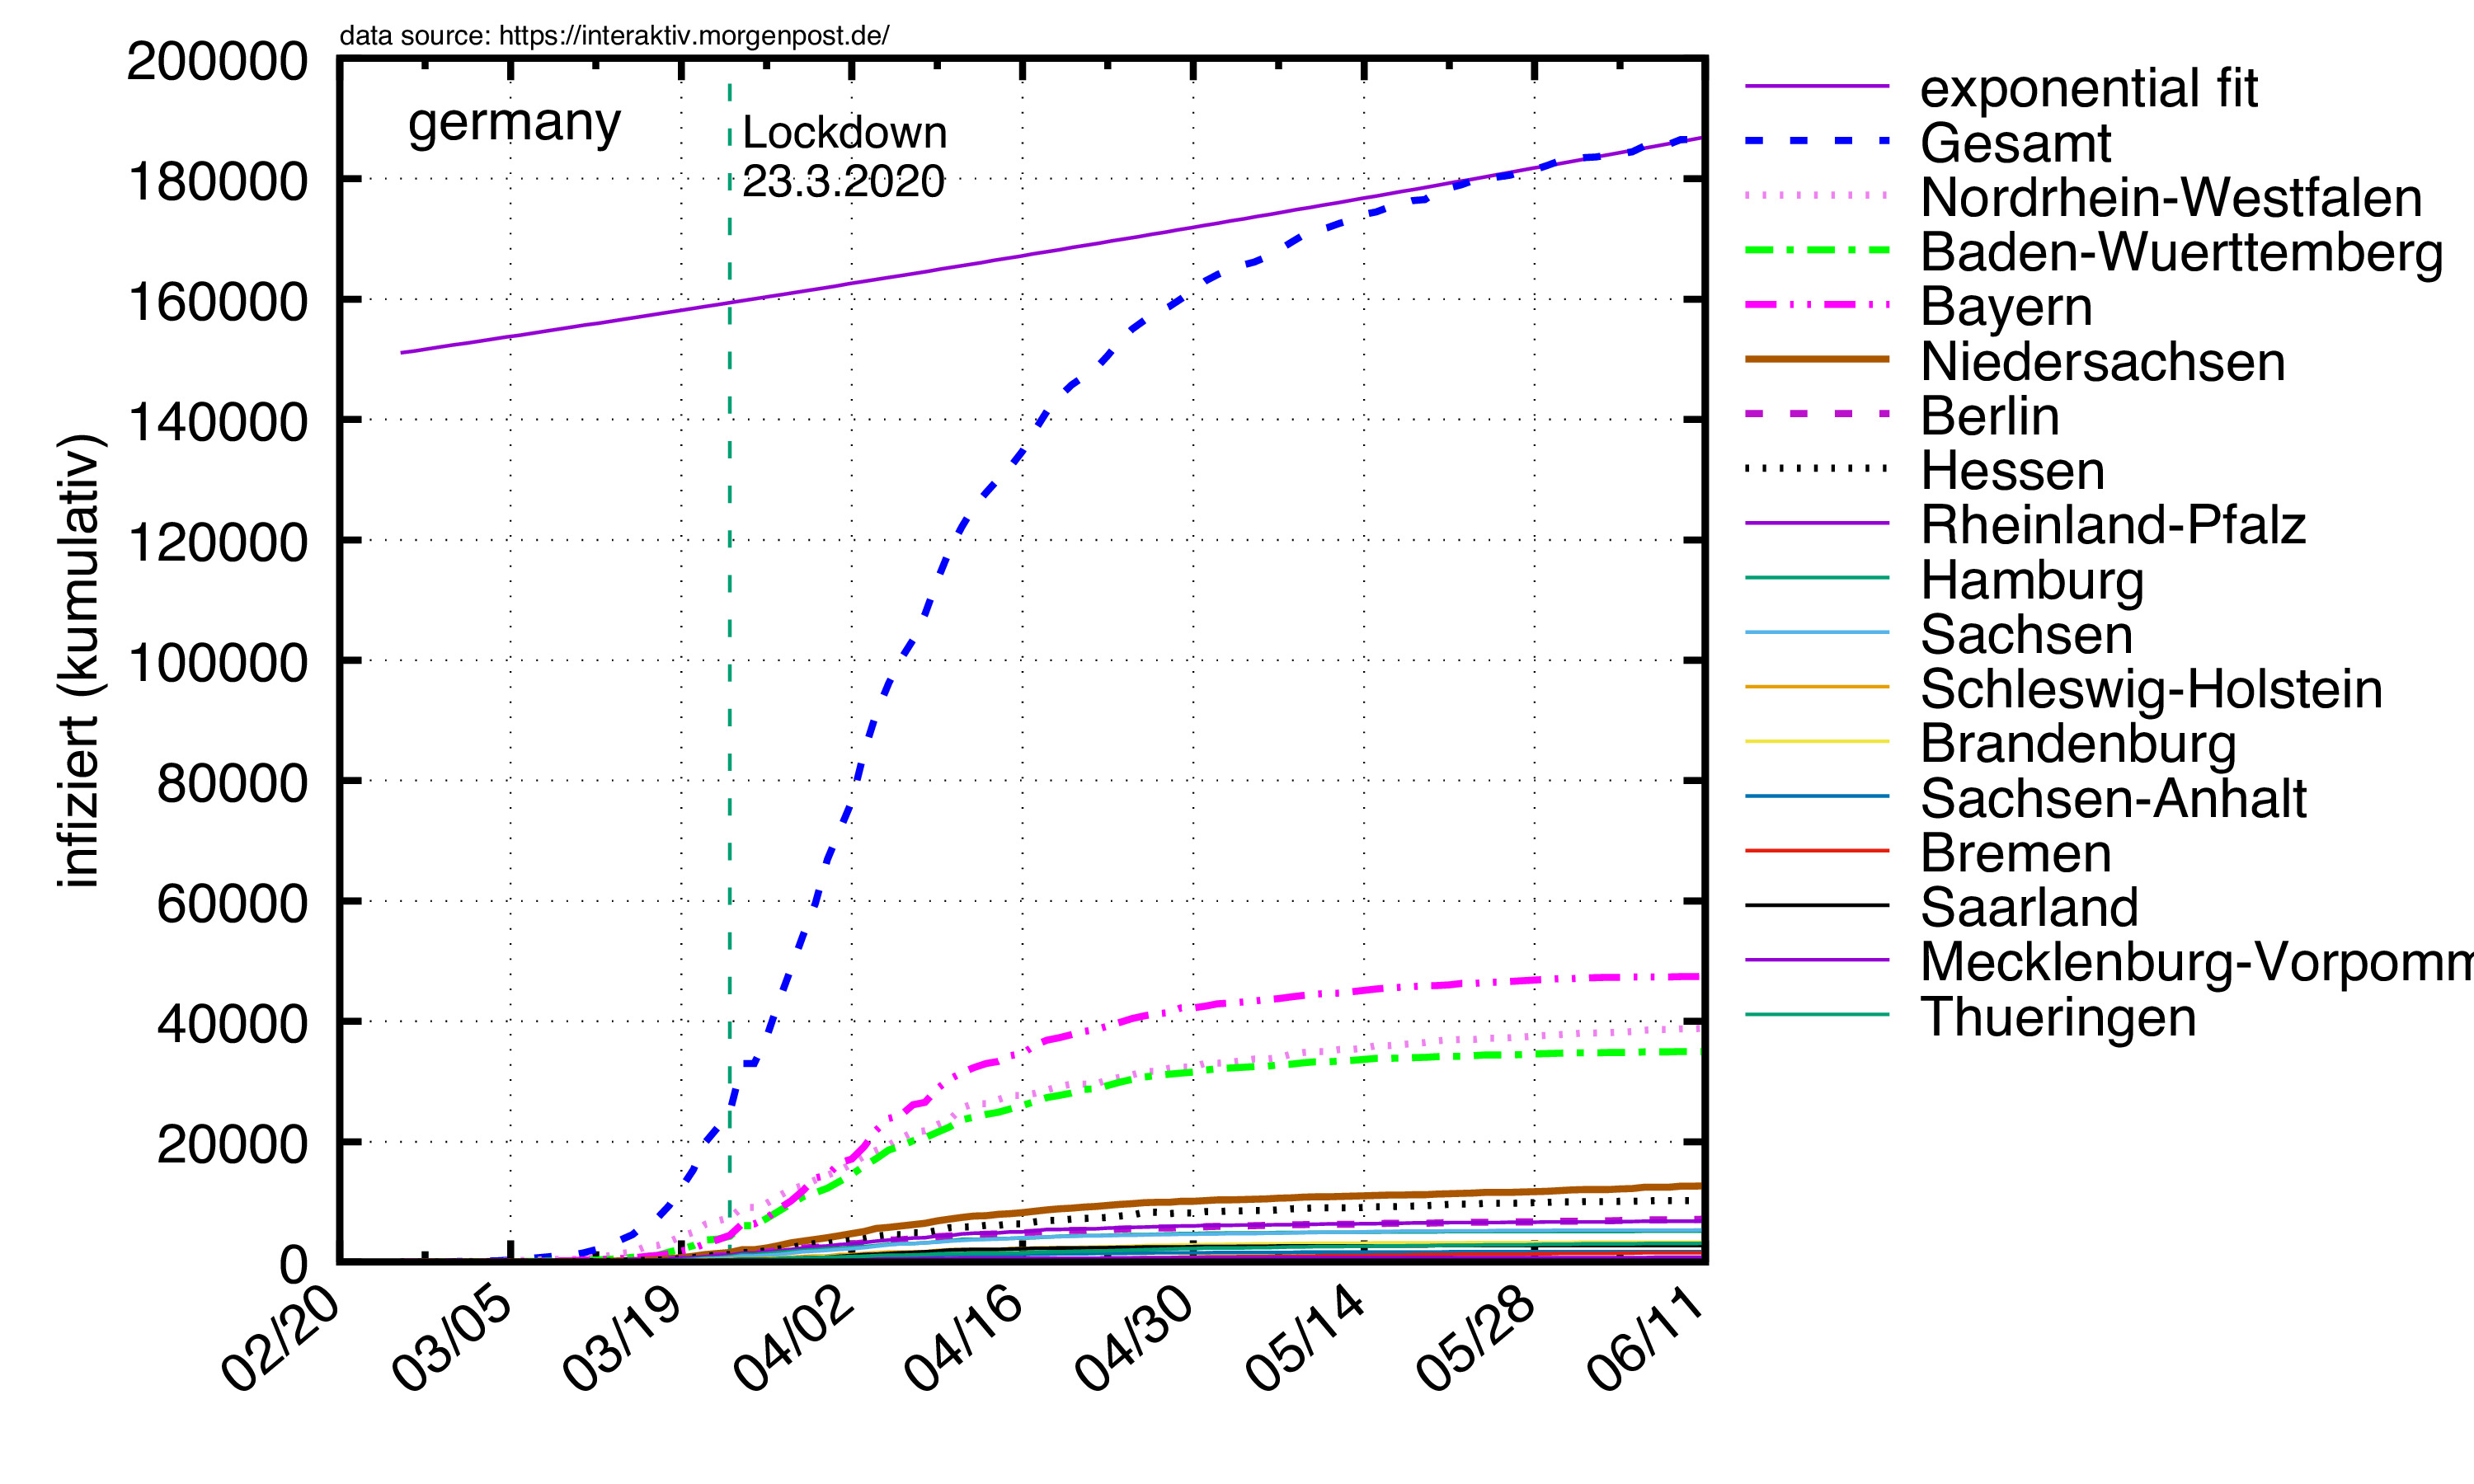 data source: https://interaktiv.morgenpost.de/
200000
180000
160000
140000
120000
100000
80000
60000
40000
20000
0
infiziert (kumulativ)
germany
Lockdown
23.3.2020
02/20
03/05
03/19
04/02
04/16
04/30
05/14
05/28
06/11
exponential fit
Gesamt
Nordrhein-Westfalen
Baden-Wuerttemberg
Bayern
Niedersachsen
Berlin
Hessen
Rheinland-Pfalz
Hamburg
Sachsen
Schleswig-Holstein
Brandenburg
Sachsen-Anhalt
Bremen
Saarland
Mecklenburg-Vorpomm
Thueringen